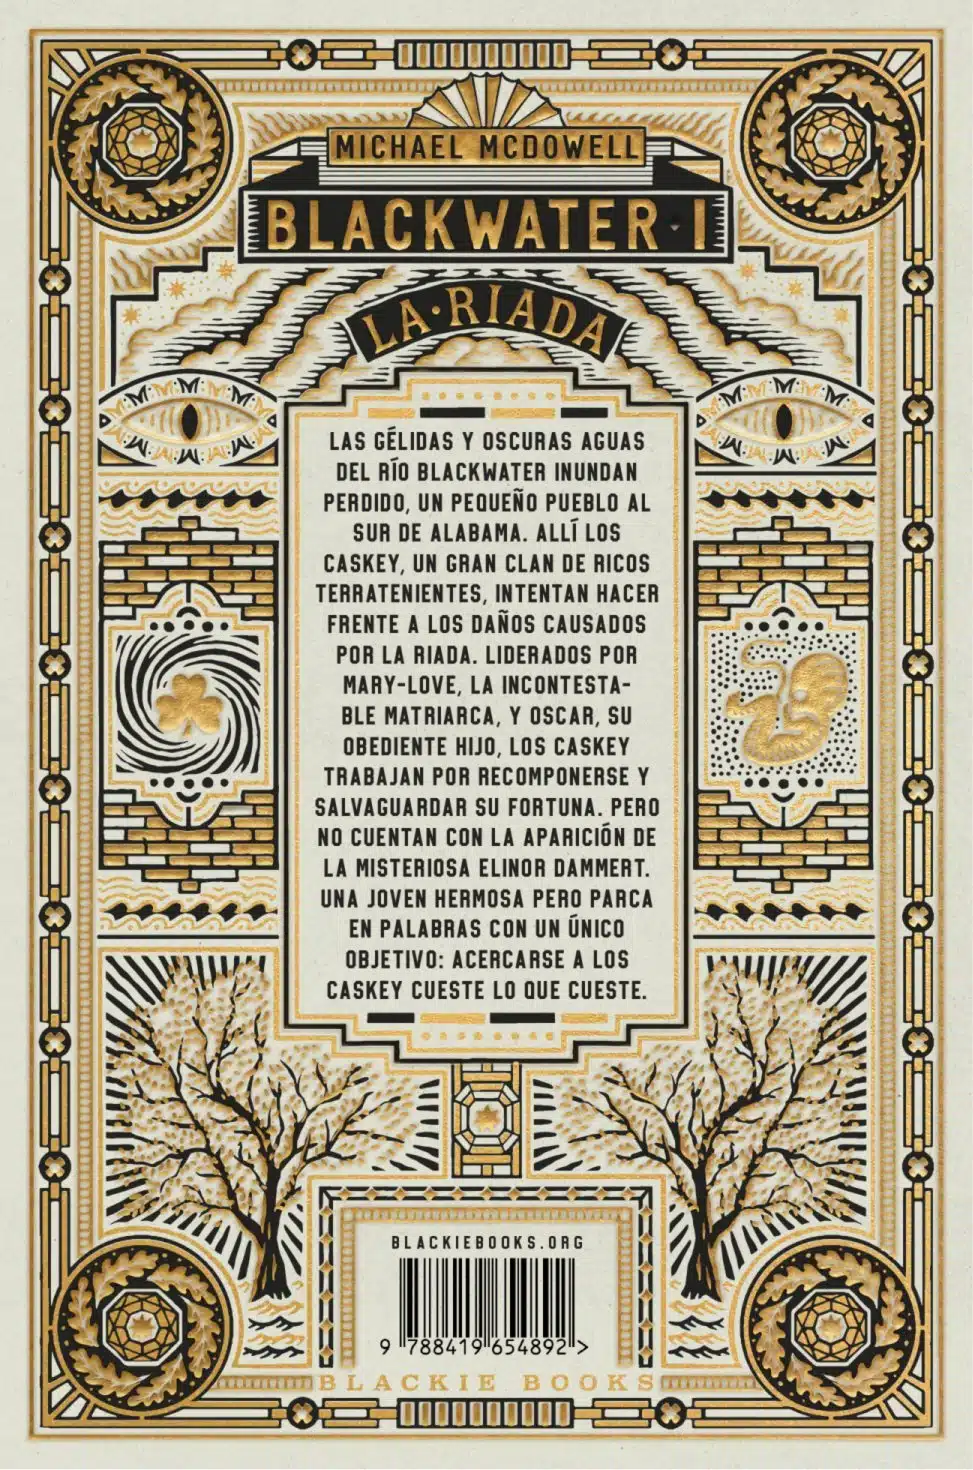 MICHAEL MCDOWELL
BLACKWATER · I
LA·RIADA
LAS GÉLIDAS Y OSCURAS AGUAS
DEL RÍO BLACKWATER INUNDAN
PERDIDO, UN PEQUEÑO PUEBLO AL
SUR DE ALABAMA. ALLÍ LOS
CASKEY, UN GRAN CLAN DE RICOS
TERRATENIENTES, INTENTAN HACER
FRENTE A LOS DAÑOS CAUSADOS
POR LA RIADA. LIDERADOS POR
MARY-LOVE, LA INCONTESTA-
BLE MATRIARCA, Y OSCAR, SU
OBEDIENTE HIJO, LOS CASKEY
TRABAJAN POR RECOMPONERSE Y
SALVAGUARDAR SU FORTUNA. PERO
NO CUENTAN CON LA APARICIÓN DE
LA MISTERIOSA ELINOR DAMMERT.
UNA JOVEN HERMOSA PERO PARCA
EN PALABRAS CON UN ÚNICO
OBJETIVO: ACERCARSE A LOS
CASKEY CUESTE LO QUE CUESTE.
BLACKIEBOOKS.ORG
9 788419 654892 >
BLACKIE BOOKS